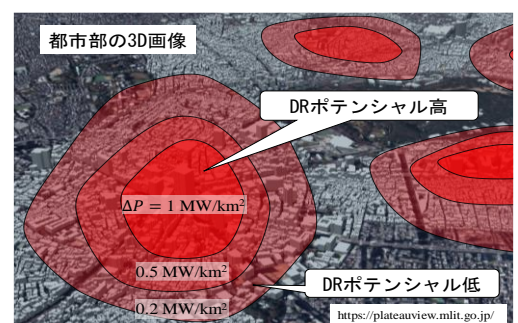 都市部の3D画像
DRポテンシャル高
ΔP = 1 MW/km²
0.5 MW/km²
DRポテンシャル低
0.2 MW/km²
https://plateauview.mlit.go.jp/